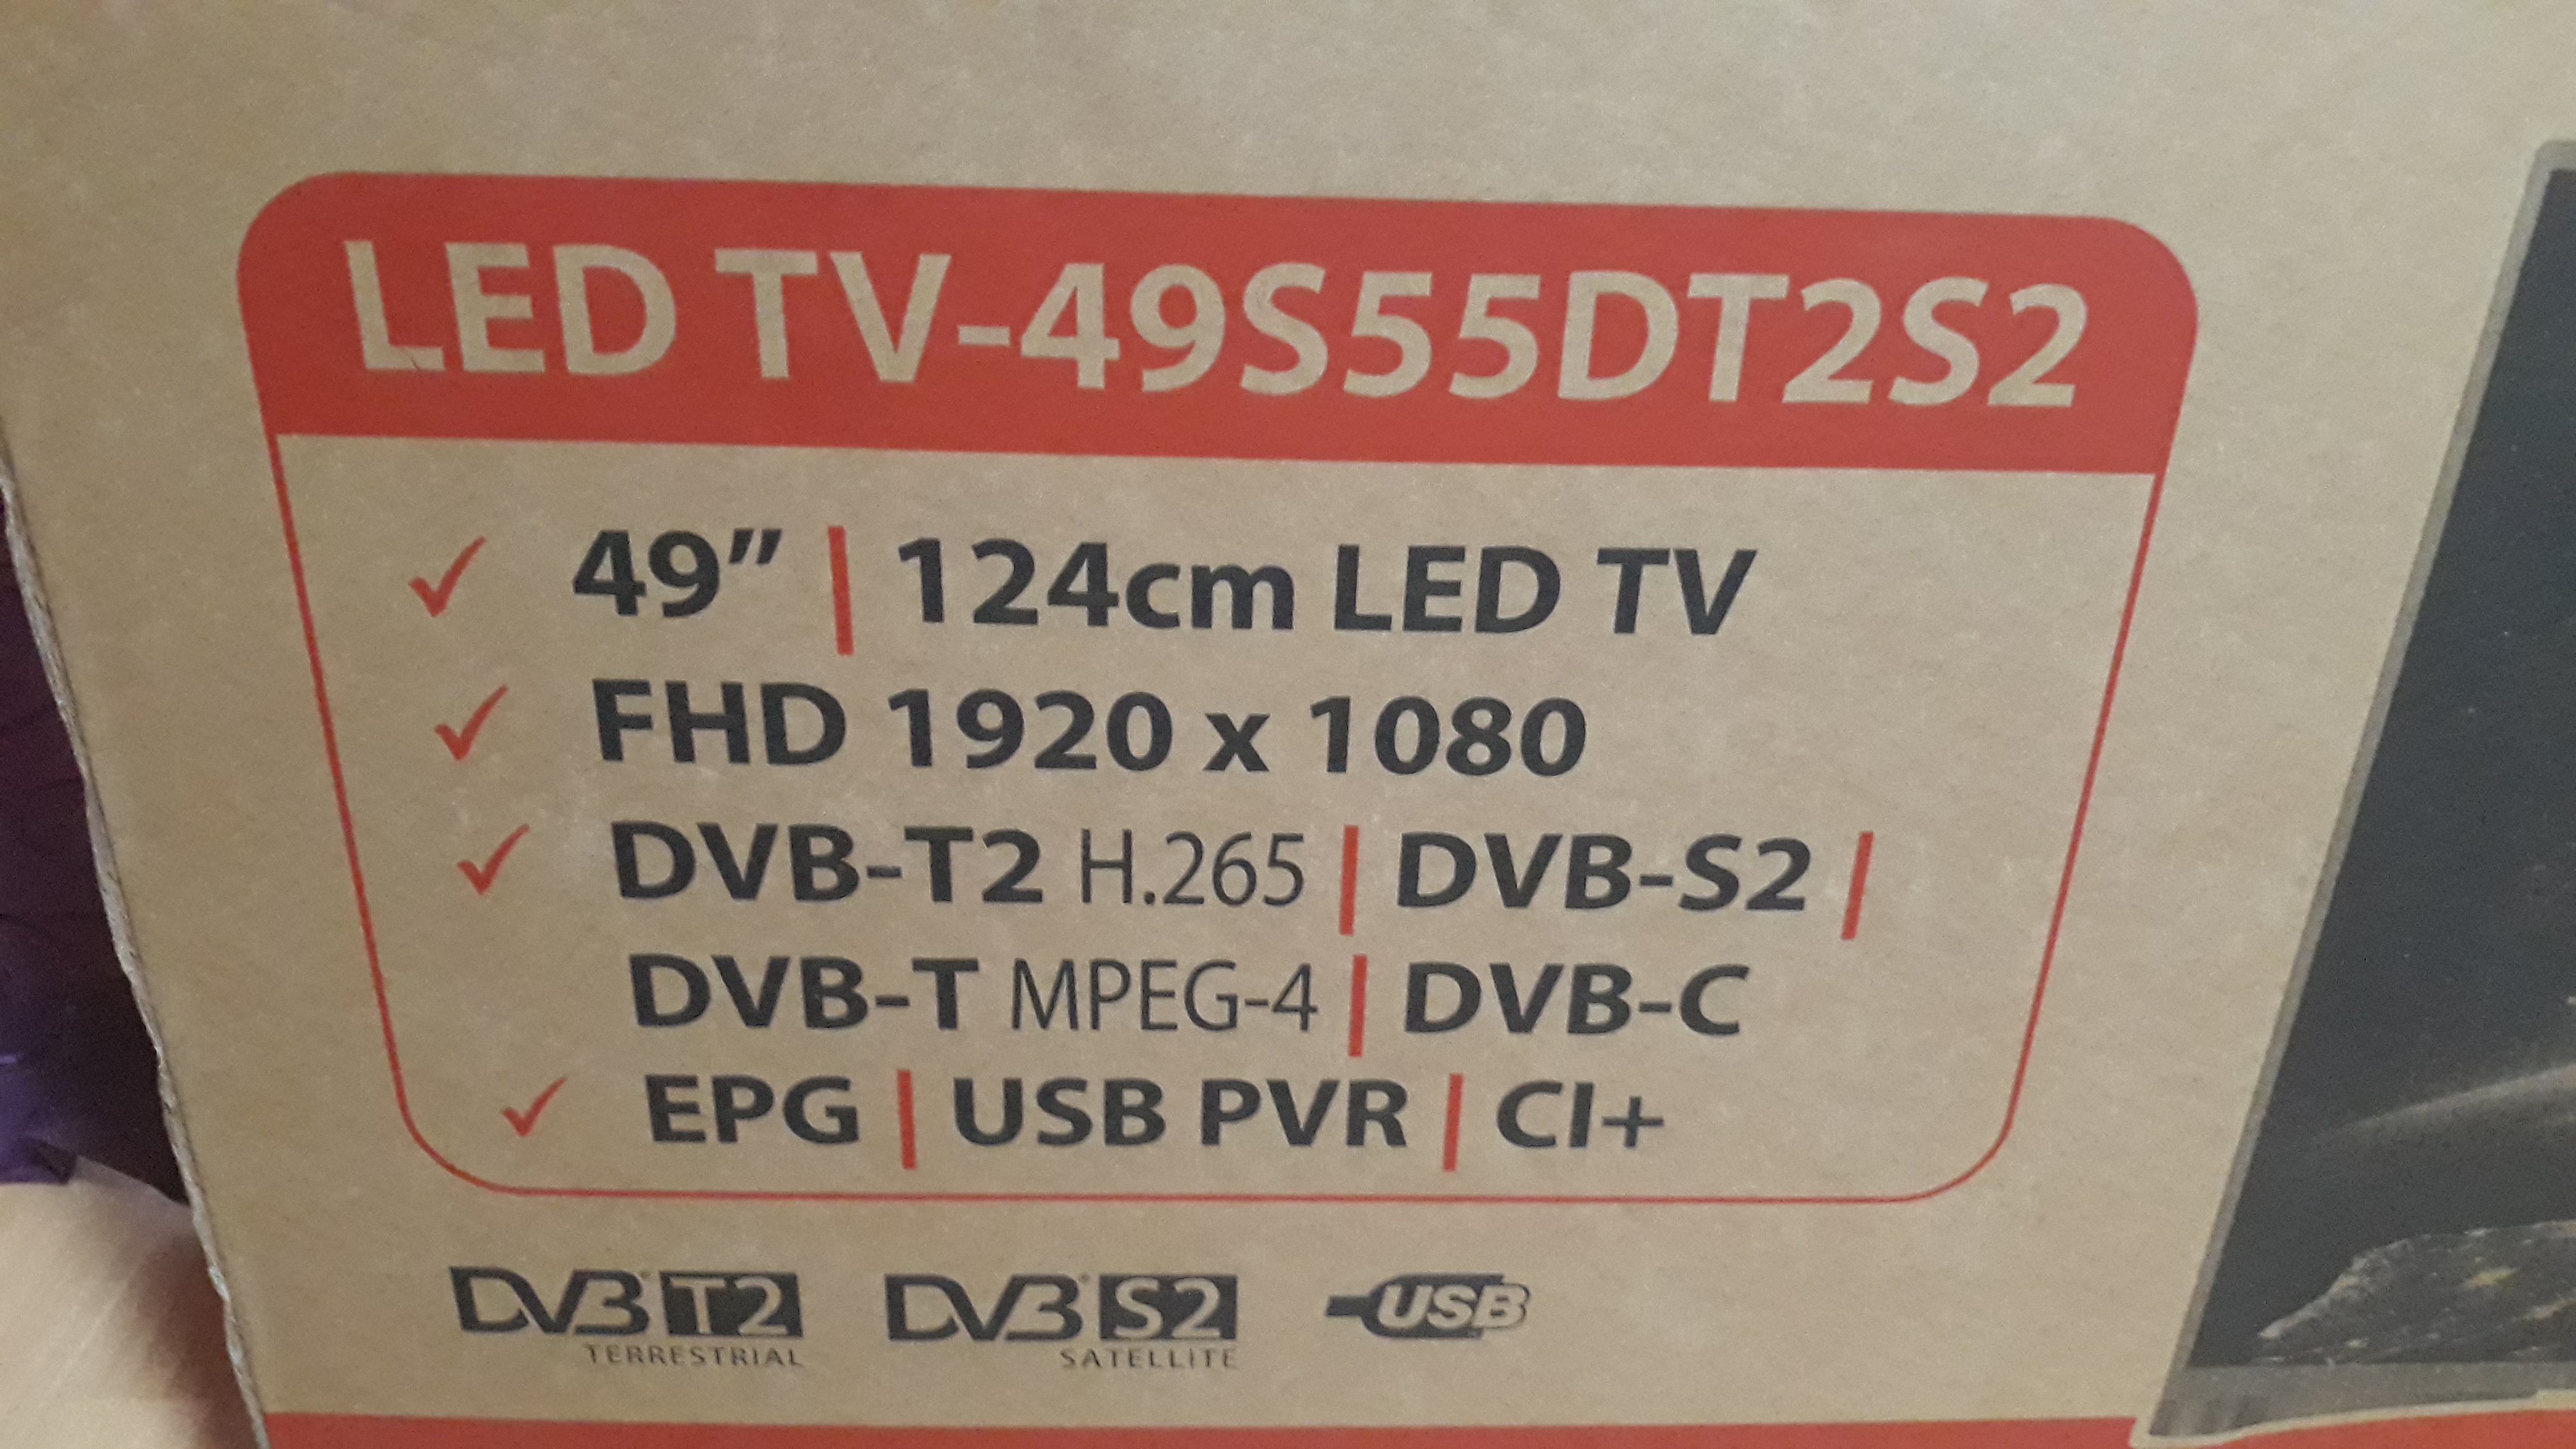 LED TV-49S55DT2S2
49” | 124cm LED TV
FHD 1920 x 1080
DVB-T2 H.265 | DVB-S2 |
DVB-T MPEG-4 | DVB-C
EPG | USB PVR | CI+
DVB T2 DVB S2 USB
TERRESTRIAL SATELLITE